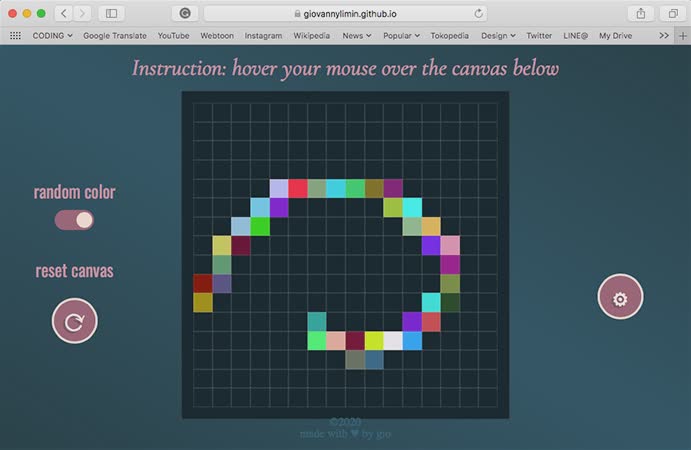 giovannylimin.github.io
CODING Google Translate YouTube Webtoon Instagram Wikipedia News Popular Tokopedia Design Twitter LINE@ My Drive >> +
Instruction: hover your mouse over the canvas below
random color
reset canvas
©2020
made with ♥ by gio